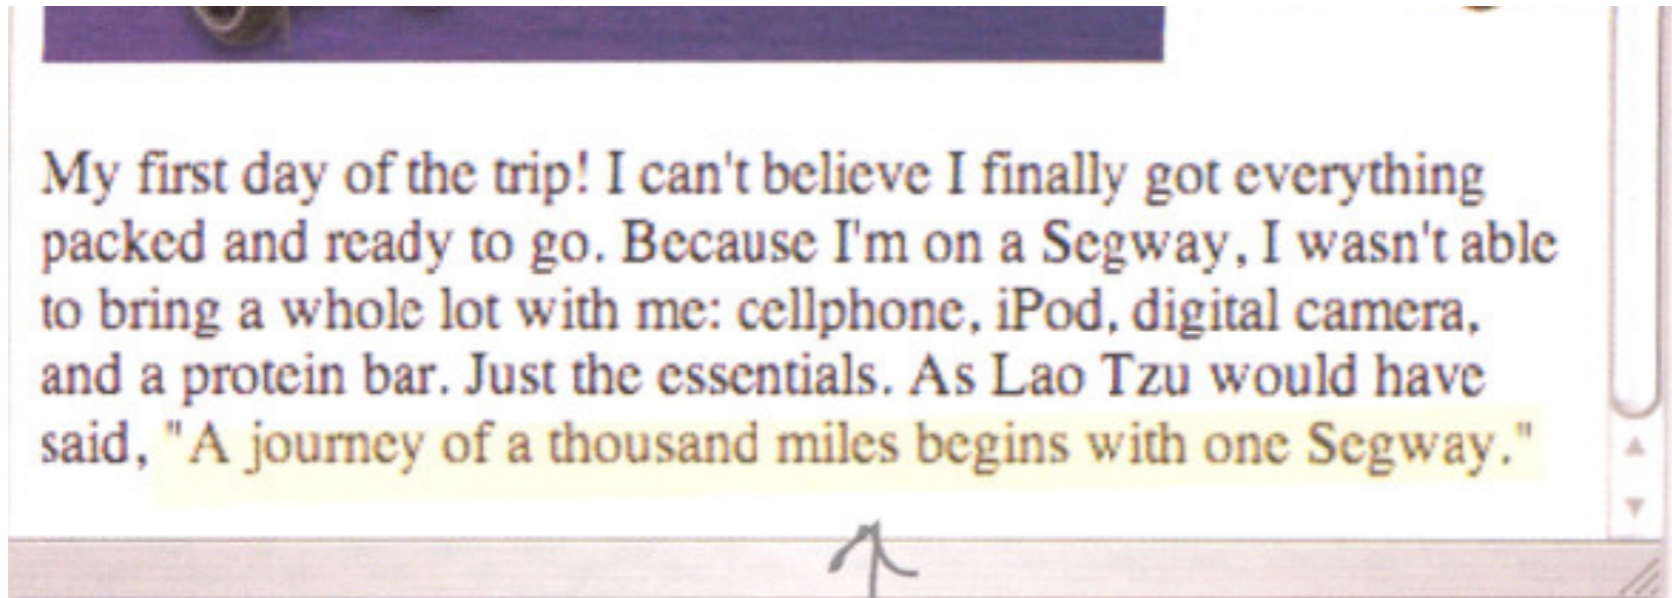 My first day of the trip! I can't believe I finally got everything
packed and ready to go. Because I'm on a Segway, I wasn't able
to bring a whole lot with me: cellphone, iPod, digital camera,
and a protein bar. Just the essentials. As Lao Tzu would have
said, "A journey of a thousand miles begins with one Segway."